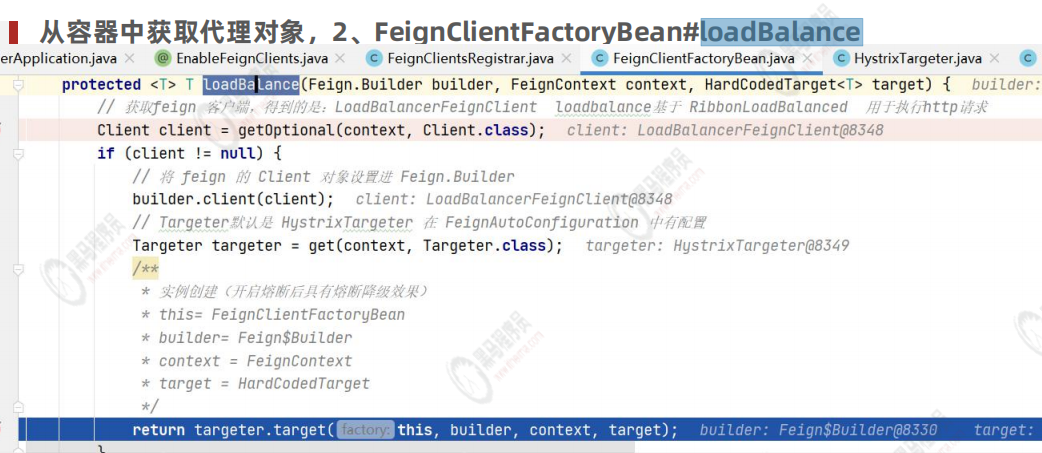 从容器中获取代理对象，2、FeignClientFactoryBean#loadBalance
erApplication.java × EnableFeignClients.java × FeignClientsRegistrar.java × FeignClientFactoryBean.java × HystrixTargeter.java ×
protected <T> T loadBalance(Feign.Builder builder, FeignContext context, HardCodedTarget<T> target) { builder:
// 获取feign 客户端，得到的是：LoadBalancerFeignClient loadbalance基于 RibbonLoadBalanced 用于执行http请求
Client client = getOptional(context, Client.class); client: LoadBalancerFeignClient@8348
if (client != null) {
// 将 feign 的 Client 对象设置进 Feign.Builder
builder.client(client); client: LoadBalancerFeignClient@8348
// Targeter默认是 HystrixTargeter 在 FeignAutoConfiguration 中有配置
Targeter targeter = get(context, Targeter.class); targeter: HystrixTargeter@8349
/**
* 实例创建（开启熔断后具有熔断降级效果）
* this= FeignClientFactoryBean
* builder= Feign$Builder
* context = FeignContext
* target = HardCodedTarget
*/
return targeter.target( factory: this, builder, context, target); builder: Feign$Builder@8330 target:
}